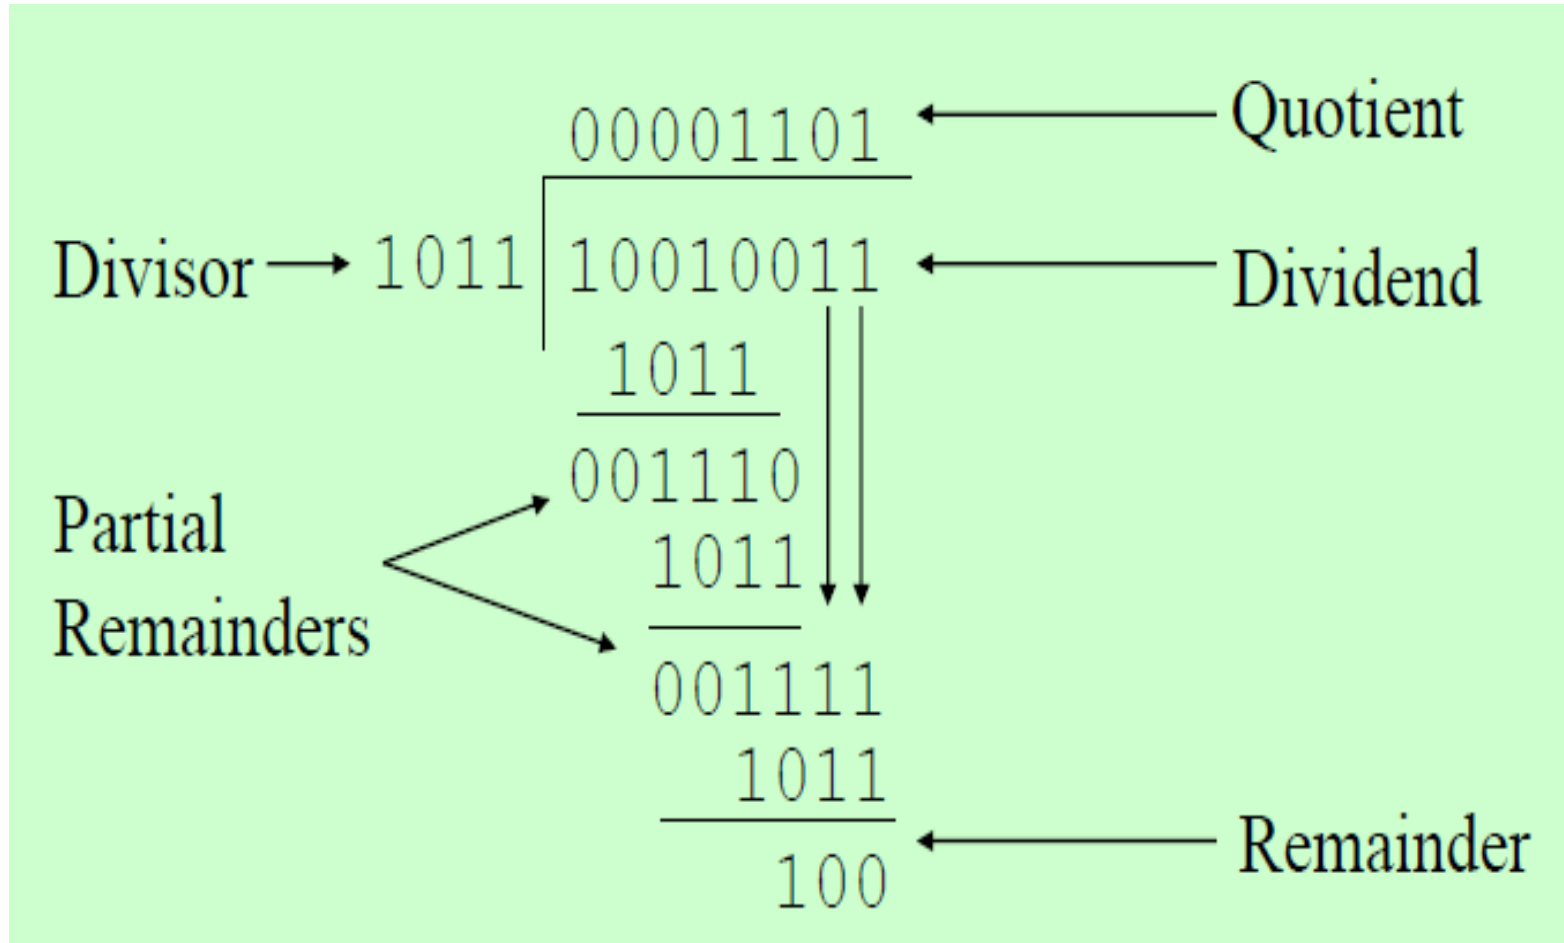 00001101 Quotient
Divisor 1011 10010011 Dividend
1011
001110
Partial
1011
Remainders
001111
1011
Remainder
100